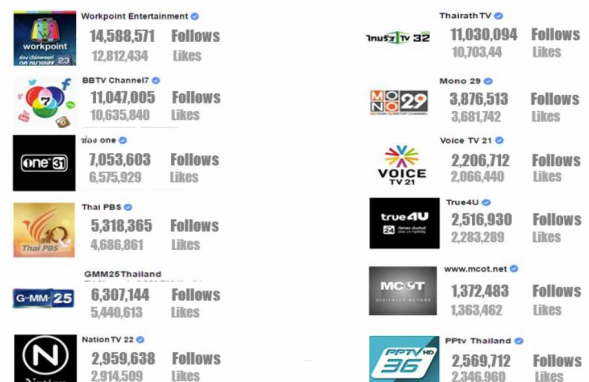 Workpoint Entertainment
workpoint
23
14,588,571 Follows
12,812,434 Likes
BBTV Channel7
7
11,047,005 Follows
10,635,840 Likes
ช่อง one
one 31
7,053,603 Follows
6,575,929 Likes
Thai PBS
Thai PBS
5,318,365 Follows
4,686,861 Likes
GMM25Thailand
G-MM 25
6,307,144 Follows
5,440,613 Likes
Nation TV 22
N
Nation
2,959,638 Follows
2,914,509 Likes
Thairath TV
ไทยรัฐ TV 32
11,030,094 Follows
10,703,44 Likes
Mono 29
MONO 29
3,876,513 Follows
3,681,742 Likes
Voice TV 21
VOICE
TV 21
2,206,712 Follows
2,066,440 Likes
True4U
true4U
2,516,930 Follows
2,283,289 Likes
www.mcot.net
MCOT
1,372,483 Follows
1,363,462 Likes
PPtv Thailand
PPTV HD
36
2,569,712 Follows
2,346,960 Likes